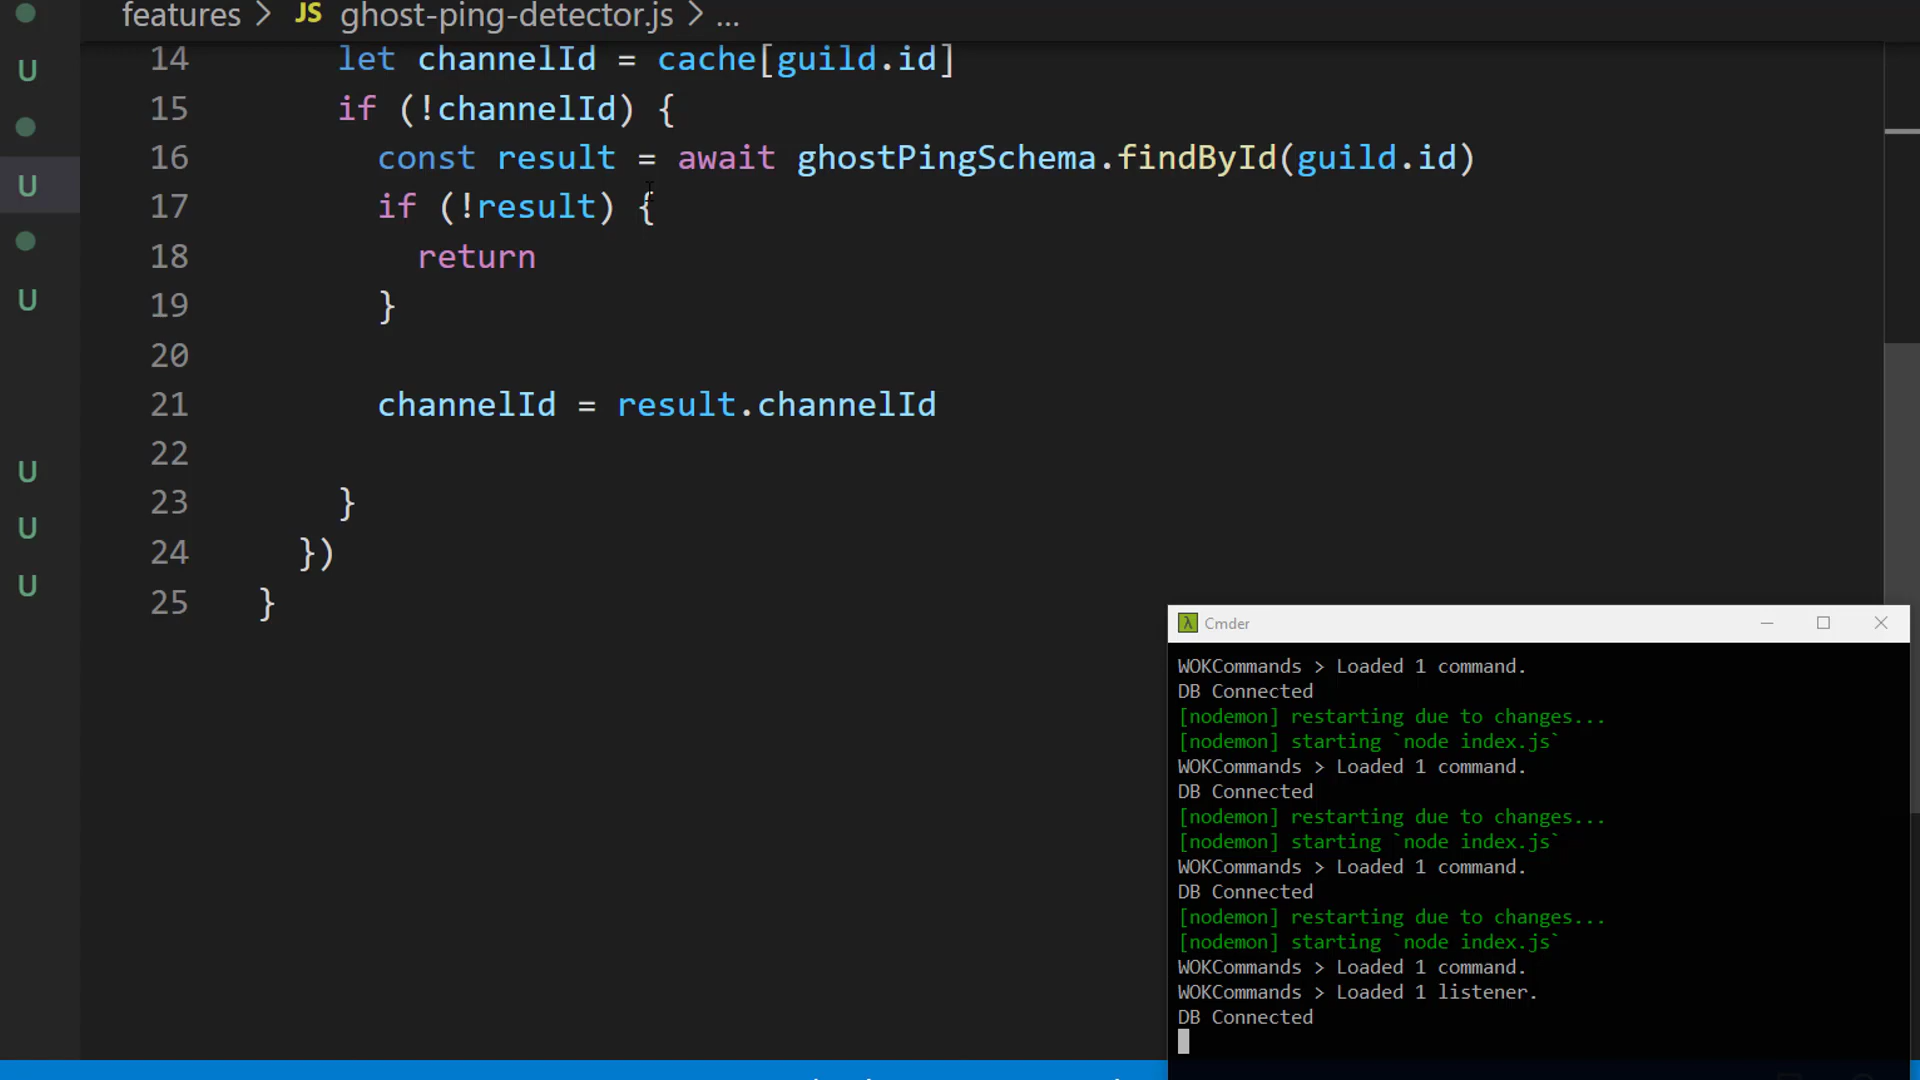 features > JS ghost-ping-detector.js > ...
14 let channelId = cache[guild.id]
15 if (!channelId) {
16 const result = await ghostPingSchema.findById(guild.id)
17 if (!result) {
18 return
19 }
20
21 channelId = result.channelId
22
23 }
24 })
25 }
U
U
U
U
U
U
λ Cmder
WOKCommands > Loaded 1 command.
DB Connected
[nodemon] restarting due to changes...
[nodemon] starting `node index.js`
WOKCommands > Loaded 1 command.
DB Connected
[nodemon] restarting due to changes...
[nodemon] starting `node index.js`
WOKCommands > Loaded 1 command.
DB Connected
[nodemon] restarting due to changes...
[nodemon] starting `node index.js`
WOKCommands > Loaded 1 command.
WOKCommands > Loaded 1 listener.
DB Connected